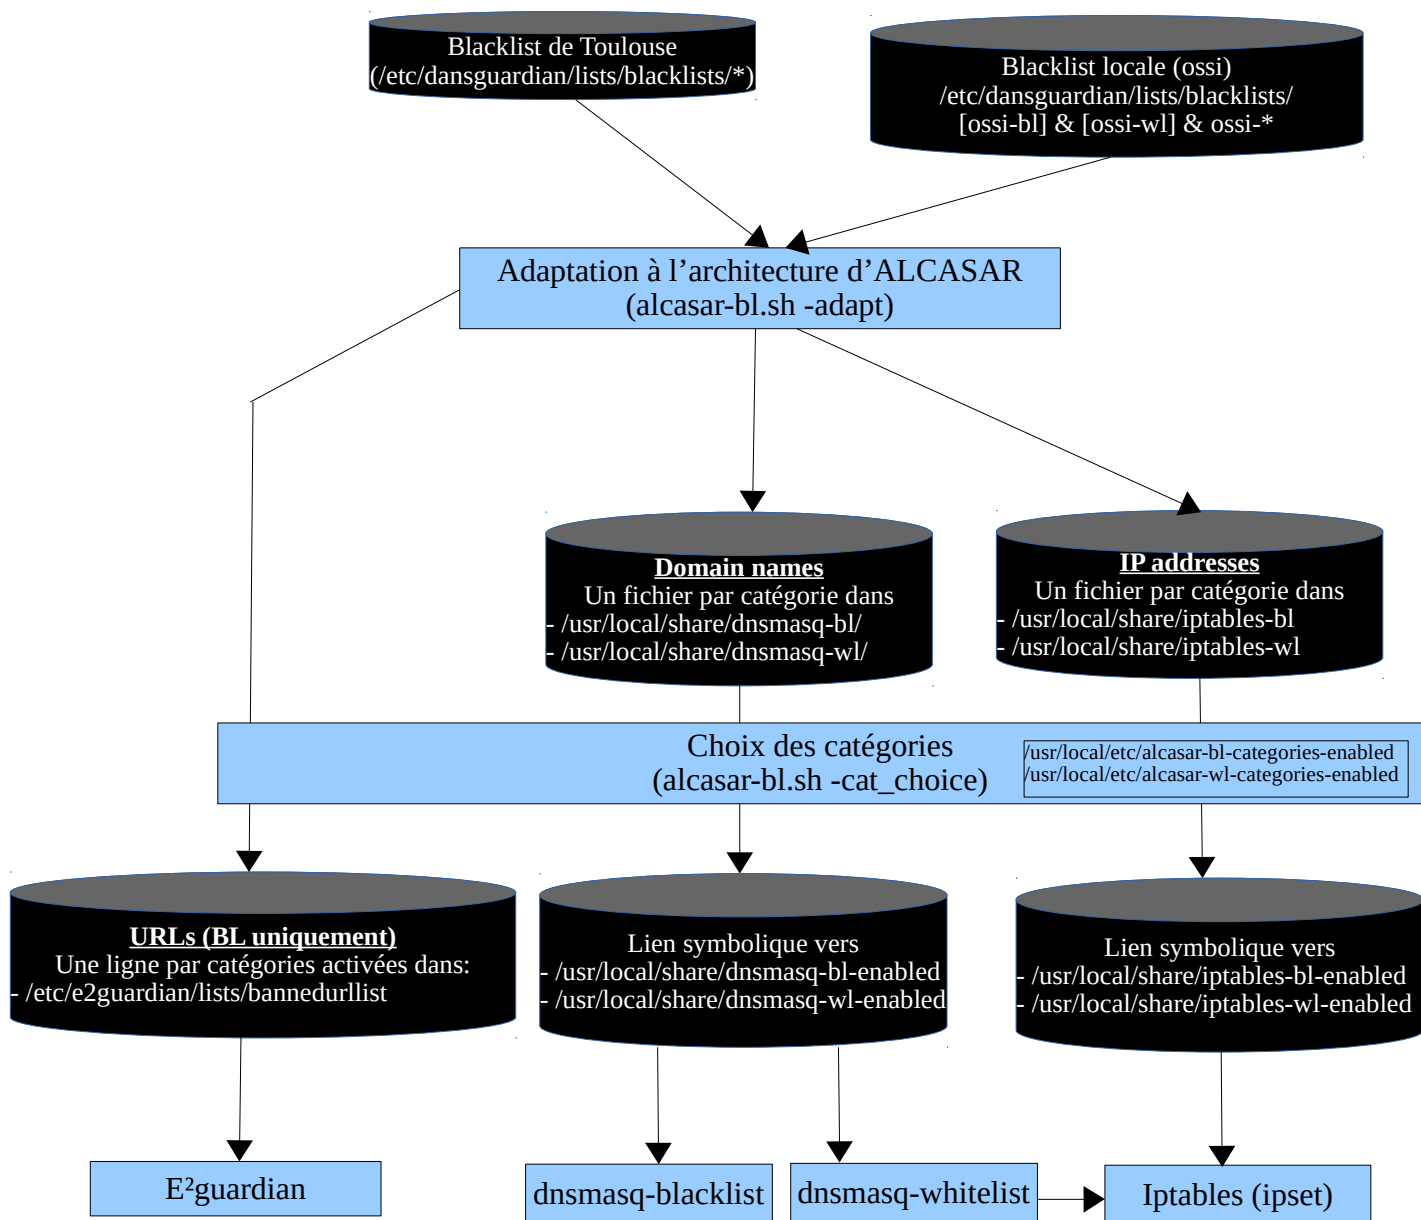 Blacklist de Toulouse
(/etc/dansguardian/lists/blacklists/*)
Blacklist locale (ossi)
/etc/dansguardian/lists/blacklists/
[ossi-bl] & [ossi-wl] & ossi-*
Adaptation à l’architecture d’ALCASAR
(alcasar-bl.sh -adapt)
Domain names
Un fichier par catégorie dans
- /usr/local/share/dnsmasq-bl/
- /usr/local/share/dnsmasq-wl/
IP addresses
Un fichier par catégorie dans
- /usr/local/share/iptables-bl
- /usr/local/share/iptables-wl
Choix des catégories
(alcasar-bl.sh -cat_choice)
/usr/local/etc/alcasar-bl-categories-enabled
/usr/local/etc/alcasar-wl-categories-enabled
URLs (BL uniquement)
Une ligne par catégories activées dans:
- /etc/e2guardian/lists/bannedurllist
Lien symbolique vers
- /usr/local/share/dnsmasq-bl-enabled
- /usr/local/share/dnsmasq-wl-enabled
Lien symbolique vers
- /usr/local/share/iptables-bl-enabled
- /usr/local/share/iptables-wl-enabled
E²guardian
dnsmasq-blacklist
dnsmasq-whitelist
Iptables (ipset)